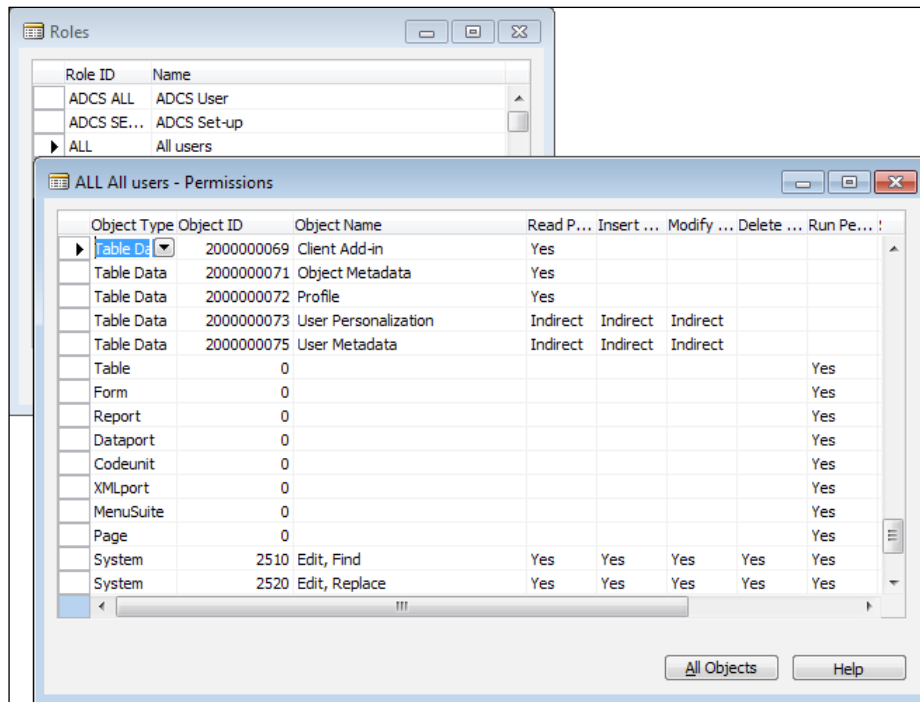 Roles
Role ID Name
ADCS ALL ADCS User
ADCS SE... ADCS Set-up
ALL All users
ALL All users - Permissions
Object Type Object ID Object Name Read P... Insert ... Modify ... Delete ... Run Pe...
Table Da 2000000069 Client Add-in Yes
Table Data 2000000071 Object Metadata Yes
Table Data 2000000072 Profile Yes
Table Data 2000000073 User Personalization Indirect Indirect Indirect
Table Data 2000000075 User Metadata Indirect Indirect Indirect
Table 0 Yes
Form 0 Yes
Report 0 Yes
Dataport 0 Yes
Codeunit 0 Yes
XMLport 0 Yes
MenuSuite 0 Yes
Page 0 Yes
System 2510 Edit, Find Yes Yes Yes Yes Yes
System 2520 Edit, Replace Yes Yes Yes Yes Yes
All Objects Help